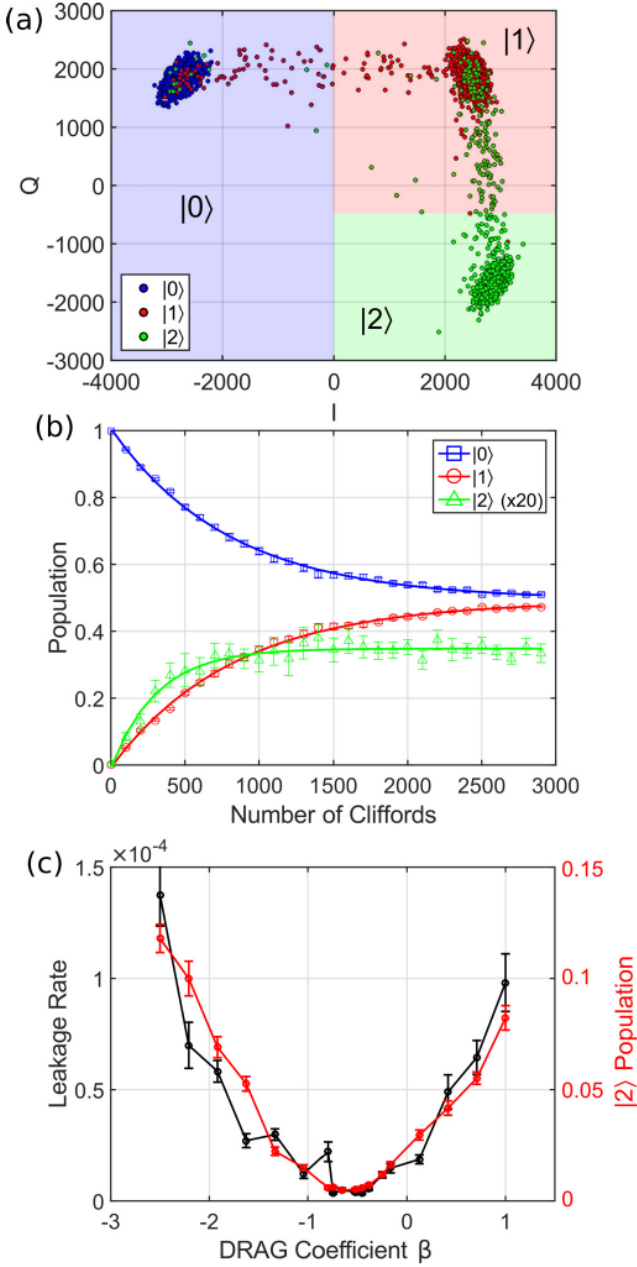 (a)
3000
2000
1000
0
-1000
-2000
-3000
Q
|0⟩
|1⟩
|2⟩
|0⟩
|1⟩
|2⟩
-4000 -2000 0 2000 4000
I
(b)
1
0.8
0.6
0.4
0.2
0
Population
|0⟩
|1⟩
|2⟩ (x20)
0 500 1000 1500 2000 2500 3000
Number of Cliffords
(c)
×10⁻⁴
1.5
1
0.5
0
Leakage Rate
0.15
0.1
0.05
0
|2⟩ Population
-3 -2 -1 0 1
DRAG Coefficient β